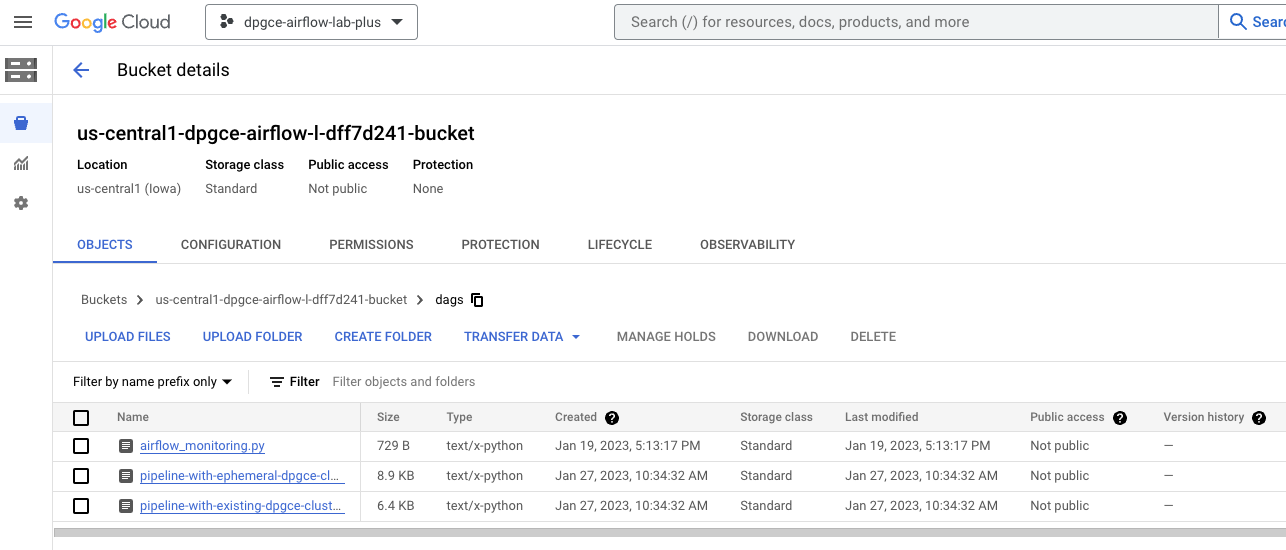 Google Cloud dpgce-airflow-lab-plus Search (/) for resources, docs, products, and more Sear
Bucket details
us-central1-dpgce-airflow-l-dff7d241-bucket
Location Storage class Public access Protection
us-central1 (Iowa) Standard Not public None
OBJECTS CONFIGURATION PERMISSIONS PROTECTION LIFECYCLE OBSERVABILITY
Buckets > us-central1-dpgce-airflow-l-dff7d241-bucket > dags
UPLOAD FILES UPLOAD FOLDER CREATE FOLDER TRANSFER DATA MANAGE HOLDS DOWNLOAD DELETE
Filter by name prefix only Filter Filter objects and folders
Name Size Type Created Storage class Last modified Public access Version history
airflow_monitoring.py 729 B text/x-python Jan 19, 2023, 5:13:17 PM Standard Jan 19, 2023, 5:13:17 PM Not public —
pipeline-with-ephemeral-dpgce-cl... 8.9 KB text/x-python Jan 27, 2023, 10:34:32 AM Standard Jan 27, 2023, 10:34:32 AM Not public —
pipeline-with-existing-dpgce-clust... 6.4 KB text/x-python Jan 27, 2023, 10:34:32 AM Standard Jan 27, 2023, 10:34:32 AM Not public —